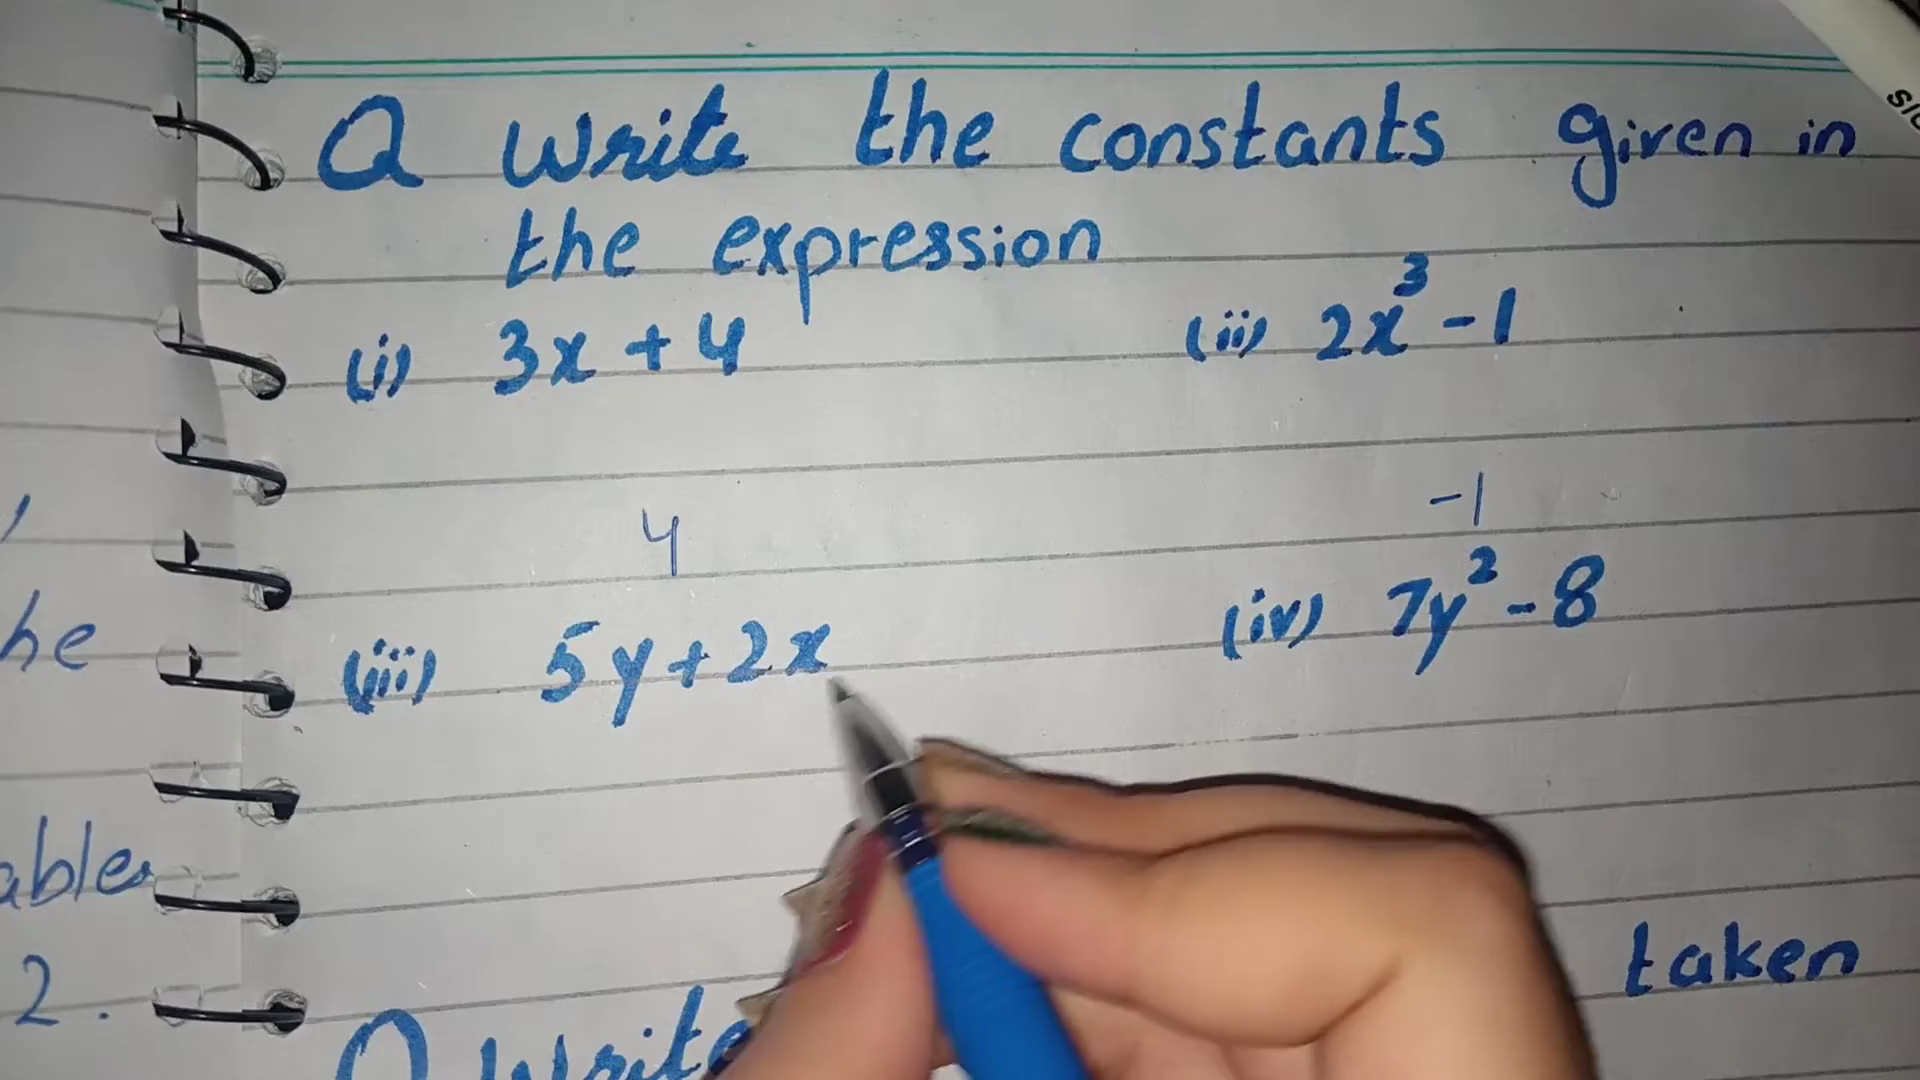 Q Write the constants given in
the expression
(i) 3x + 4 (ii) 2x³ - 1
4 -1
(iii) 5y + 2x (iv) 7y² - 8
he
able
2.
taken
Q Write